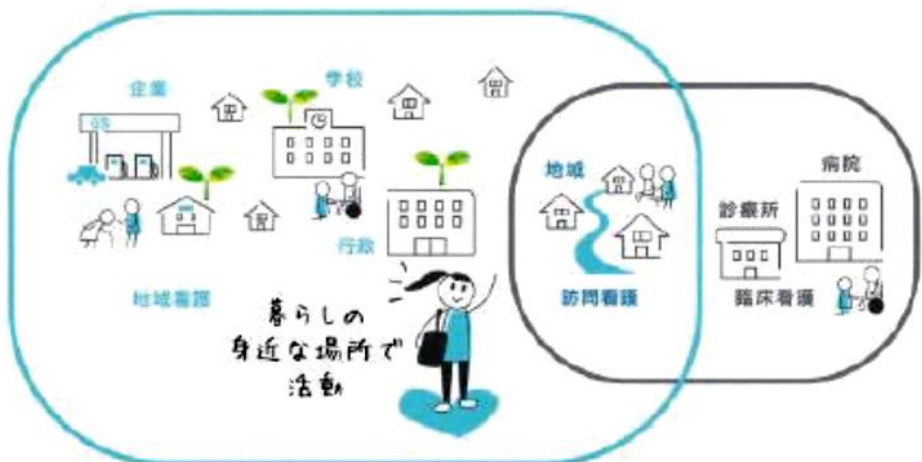 企業
学校
GS
地域
病院
診療所
行政
地域看護
訪問看護
臨床看護
暮らしの
身近な場所で
活動